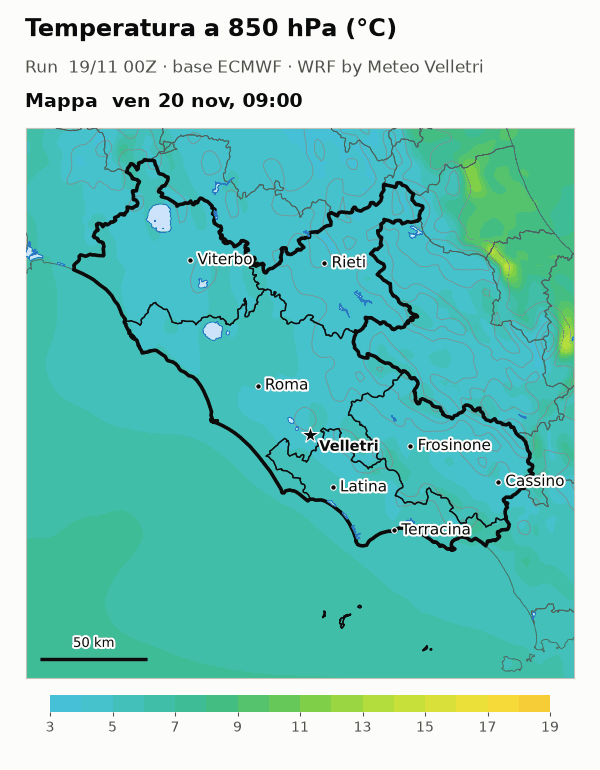 Temperatura a 850 hPa (°C)
Run  19/11 00Z · base ECMWF · WRF by Meteo Velletri
Mappa  ven 20 nov, 09:00
Viterbo
Rieti
Roma
Velletri
Frosinone
Cassino
Latina
Terracina
50 km
3 5 7 9 11 13 15 17 19